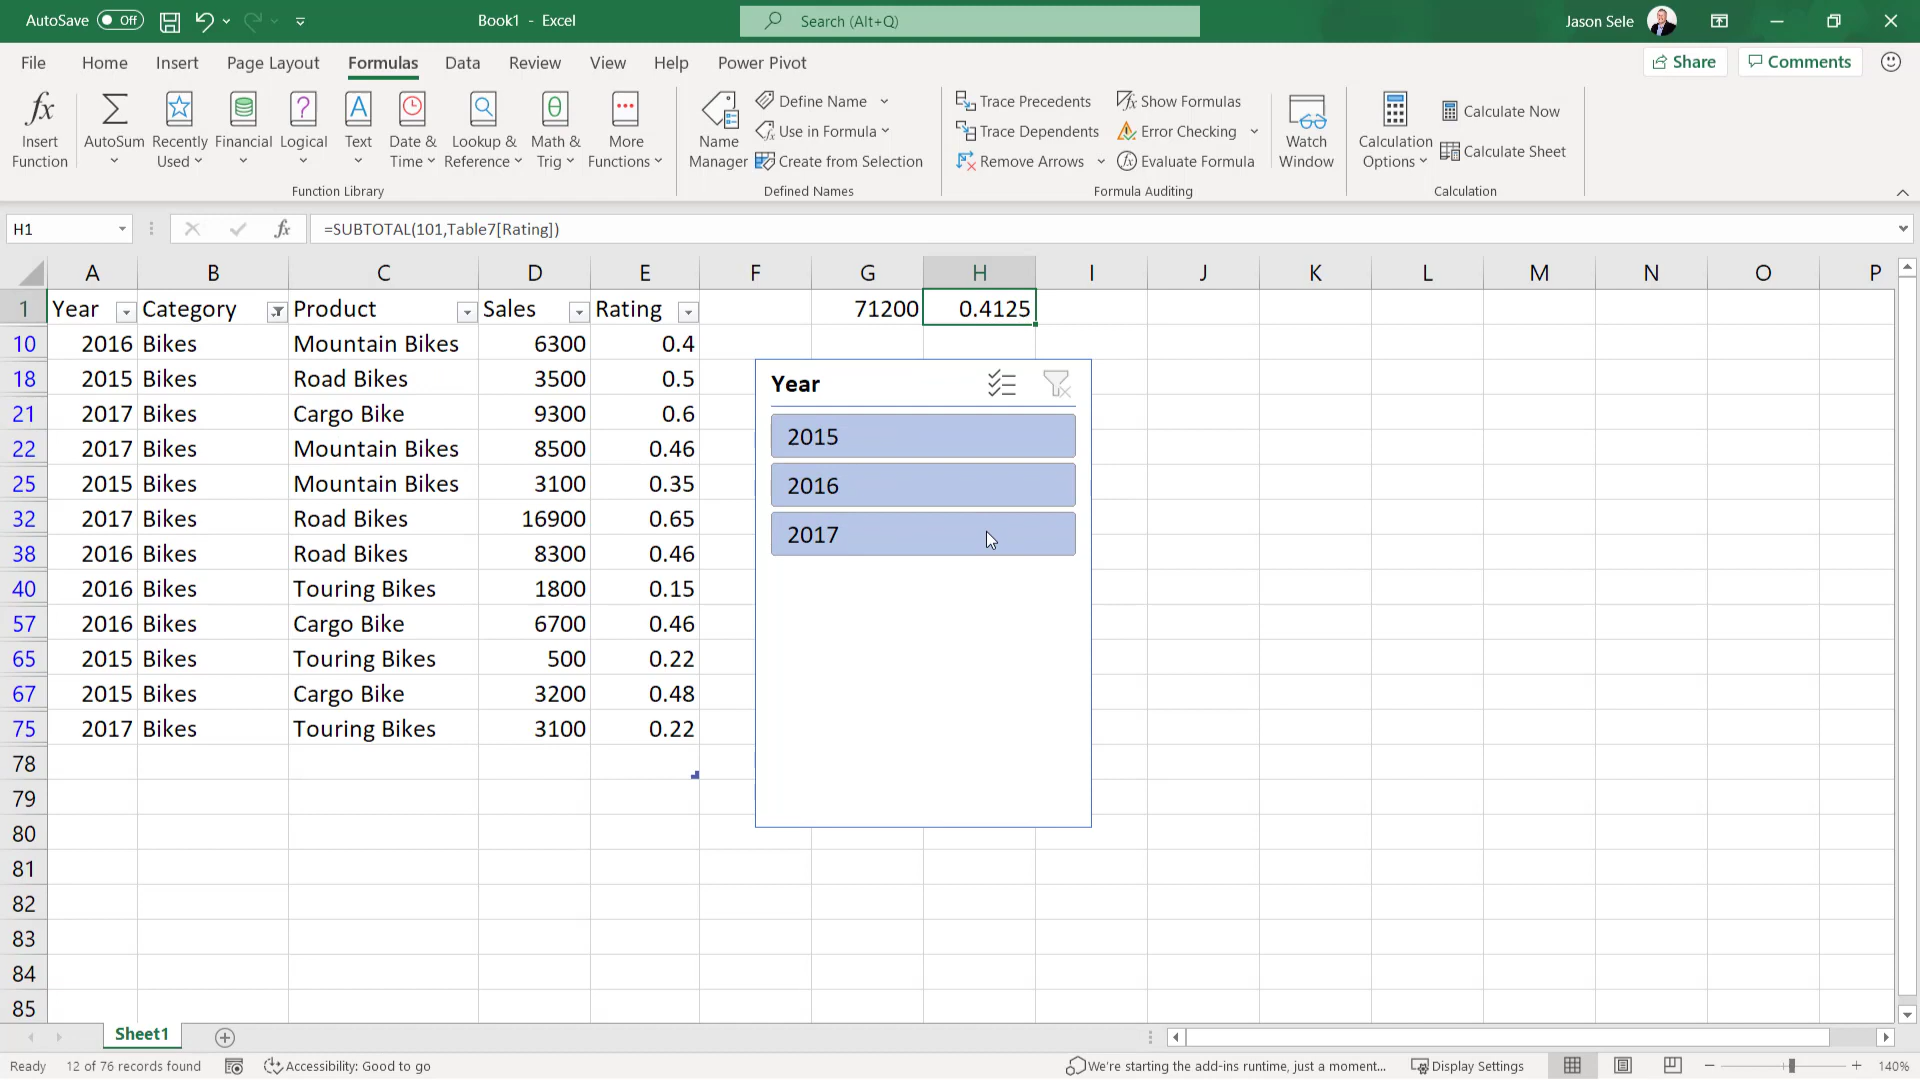 AutoSave Off Book1 - Excel Search (Alt+Q) Jason Sele
File Home Insert Page Layout Formulas Data Review View Help Power Pivot Share Comments
Insert Function
AutoSum
Recently Used
Financial
Logical
Text
Date & Time
Lookup & Reference
Math & Trig
More Functions
Function Library
Name Manager
Define Name
Use in Formula
Create from Selection
Defined Names
Trace Precedents
Trace Dependents
Remove Arrows
Show Formulas
Error Checking
Evaluate Formula
Formula Auditing
Watch Window
Calculation Options
Calculate Now
Calculate Sheet
Calculation
H1 fx =SUBTOTAL(101,Table7[Rating])
A B C D E F G H I J K L M N O P
1 Year Category Product Sales Rating 71200 0.4125
10 2016 Bikes Mountain Bikes 6300 0.4
18 2015 Bikes Road Bikes 3500 0.5
21 2017 Bikes Cargo Bike 9300 0.6
22 2017 Bikes Mountain Bikes 8500 0.46
25 2015 Bikes Mountain Bikes 3100 0.35
32 2017 Bikes Road Bikes 16900 0.65
38 2016 Bikes Road Bikes 8300 0.46
40 2016 Bikes Touring Bikes 1800 0.15
57 2016 Bikes Cargo Bike 6700 0.46
65 2015 Bikes Touring Bikes 500 0.22
67 2015 Bikes Cargo Bike 3200 0.48
75 2017 Bikes Touring Bikes 3100 0.22
78
79
80
81
82
83
84
85
Year
2015
2016
2017
Sheet1
Ready 12 of 76 records found Accessibility: Good to go We're starting the add-ins runtime, just a moment... Display Settings 140%